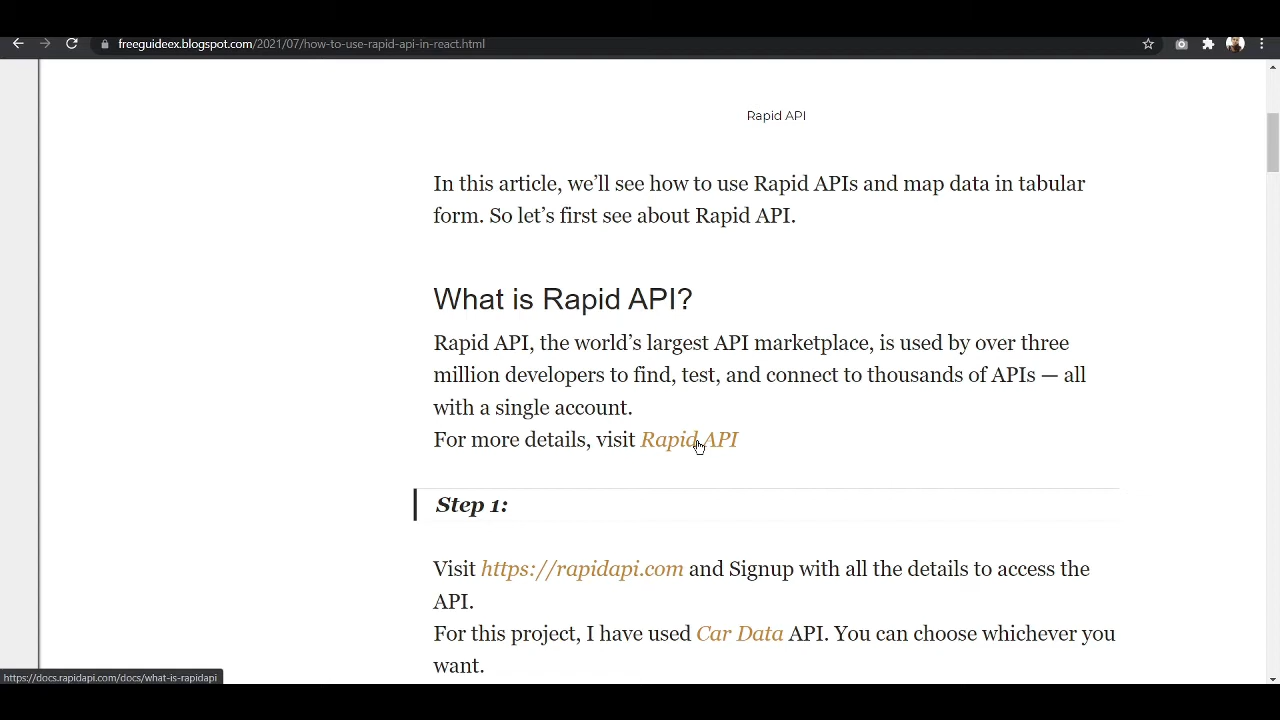 freeguideex.blogspot.com/2021/07/how-to-use-rapid-api-in-react.html
Rapid API
In this article, we’ll see how to use Rapid APIs and map data in tabular
form. So let’s first see about Rapid API.
What is Rapid API?
Rapid API, the world’s largest API marketplace, is used by over three
million developers to find, test, and connect to thousands of APIs — all
with a single account.
For more details, visit Rapid API
Step 1:
Visit https://rapidapi.com and Signup with all the details to access the
API.
For this project, I have used Car Data API. You can choose whichever you
want.
https://docs.rapidapi.com/docs/what-is-rapidapi